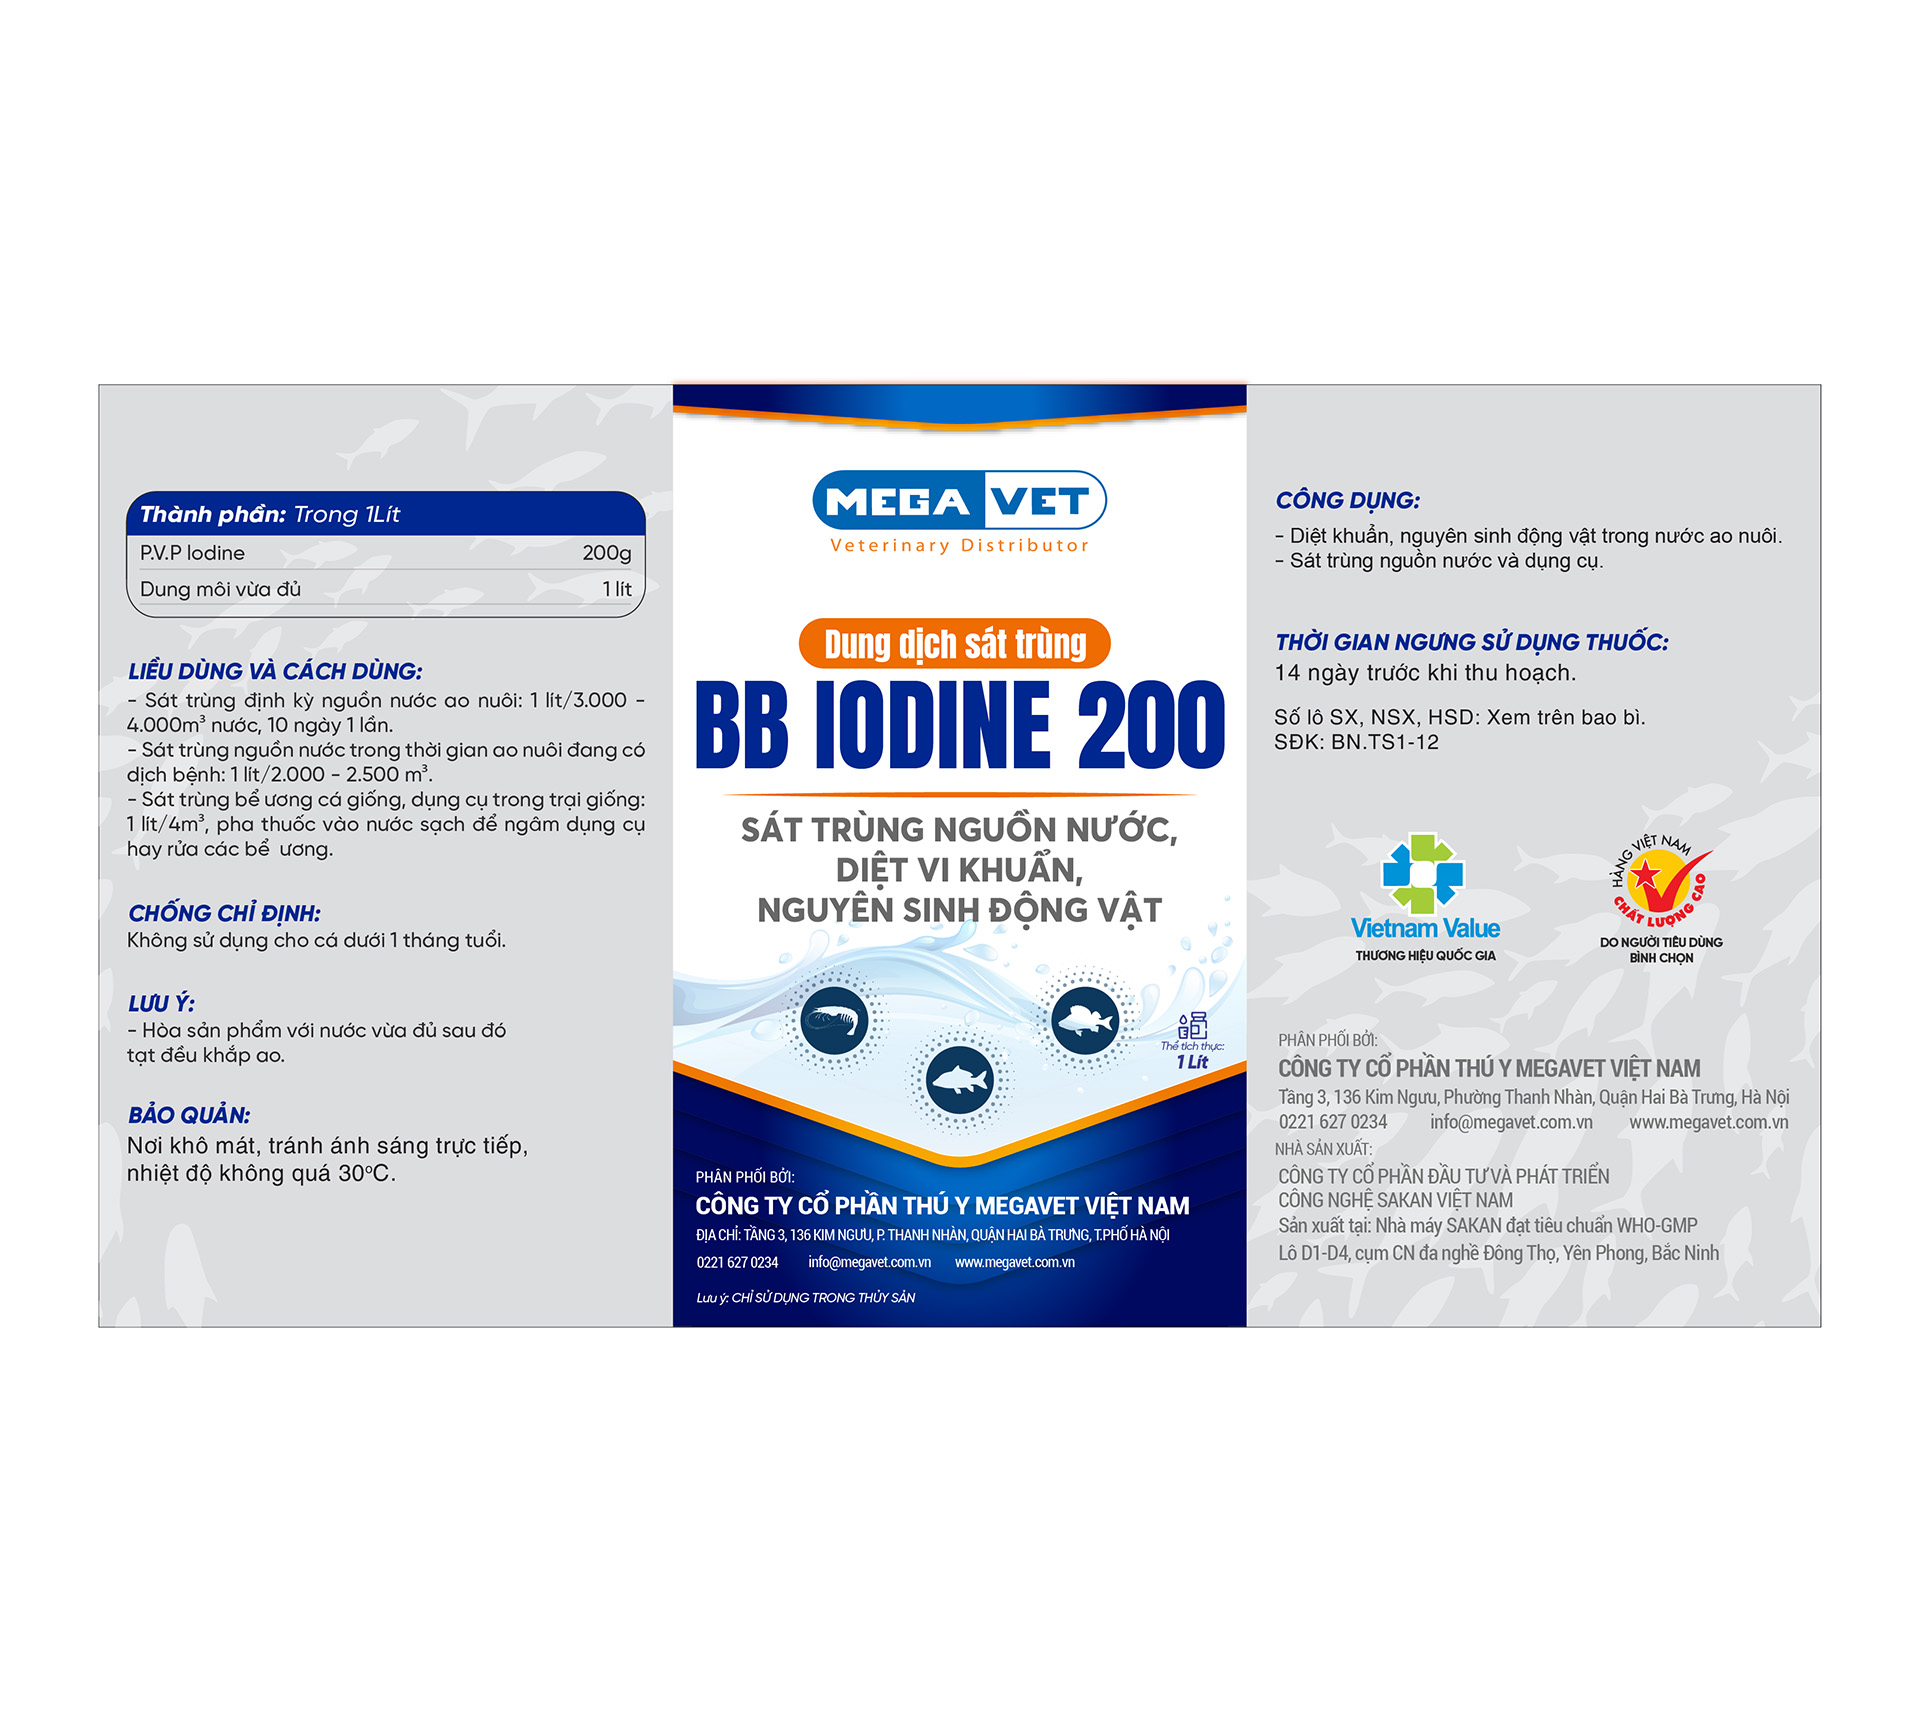 Thành phần: Trong 1Lít
P.V.P Iodine 200g
Dung môi vừa đủ 1 lít
LIỀU DÙNG VÀ CÁCH DÙNG:
- Sát trùng định kỳ nguồn nước ao nuôi: 1 lít/3.000 -
4.000m³ nước, 10 ngày 1 lần.
- Sát trùng nguồn nước trong thời gian ao nuôi đang có
dịch bệnh: 1 lít/2.000 - 2.500 m³.
- Sát trùng bể ương cá giống, dụng cụ trong trại giống:
1 lít/4m³, pha thuốc vào nước sạch để ngâm dụng cụ
hay rửa các bể ương.
CHỐNG CHỈ ĐỊNH:
Không sử dụng cho cá dưới 1 tháng tuổi.
LƯU Ý:
- Hòa sản phẩm với nước vừa đủ sau đó
tạt đều khắp ao.
BẢO QUẢN:
Nơi khô mát, tránh ánh sáng trực tiếp,
nhiệt độ không quá 30ºC.
MEGA VET
Veterinary Distributor
Dung dịch sát trùng
BB IODINE 200
SÁT TRÙNG NGUỒN NƯỚC,
DIỆT VI KHUẨN,
NGUYÊN SINH ĐỘNG VẬT
Thể tích thực:
1 Lít
PHÂN PHỐI BỞI:
CÔNG TY CỔ PHẦN THÚ Y MEGAVET VIỆT NAM
ĐỊA CHỈ: TẦNG 3, 136 KIM NGƯU, P. THANH NHÀN, QUẬN HAI BÀ TRƯNG, T.PHỐ HÀ NỘI
0221 627 0234 info@megavet.com.vn www.megavet.com.vn
Lưu ý: CHỈ SỬ DỤNG TRONG THỦY SẢN
CÔNG DỤNG:
- Diệt khuẩn, nguyên sinh động vật trong nước ao nuôi.
- Sát trùng nguồn nước và dụng cụ.
THỜI GIAN NGƯNG SỬ DỤNG THUỐC:
14 ngày trước khi thu hoạch.
Số lô SX, NSX, HSD: Xem trên bao bì.
SĐK: BN.TS1-12
Vietnam Value
THƯƠNG HIỆU QUỐC GIA
HÀNG VIỆT NAM
CHẤT LƯỢNG CAO
DO NGƯỜI TIÊU DÙNG
BÌNH CHỌN
PHÂN PHỐI BỞI:
CÔNG TY CỔ PHẦN THÚ Y MEGAVET VIỆT NAM
Tầng 3, 136 Kim Ngưu, Phường Thanh Nhàn, Quận Hai Bà Trưng, Hà Nội
0221 627 0234 info@megavet.com.vn www.megavet.com.vn
NHÀ SẢN XUẤT:
CÔNG TY CỔ PHẦN ĐẦU TƯ VÀ PHÁT TRIỂN
CÔNG NGHỆ SAKAN VIỆT NAM
Sản xuất tại: Nhà máy SAKAN đạt tiêu chuẩn WHO-GMP
Lô D1-D4, cụm CN đa nghề Đông Thọ, Yên Phong, Bắc Ninh